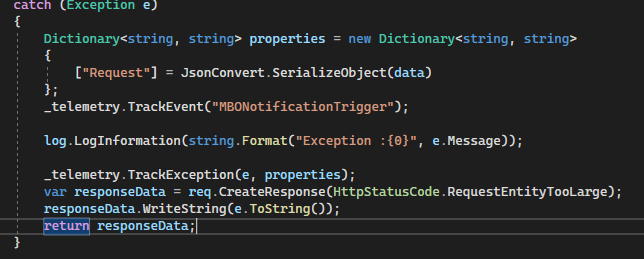 catch (Exception e)
{
Dictionary<string, string> properties = new Dictionary<string, string>
{
["Request"] = JsonConvert.SerializeObject(data)
};
_telemetry.TrackEvent("MBONotificationTrigger");
log.LogInformation(string.Format("Exception :{0}", e.Message));
_telemetry.TrackException(e, properties);
var responseData = req.CreateResponse(HttpStatusCode.RequestEntityTooLarge);
responseData.WriteString(e.ToString());
return responseData;
}